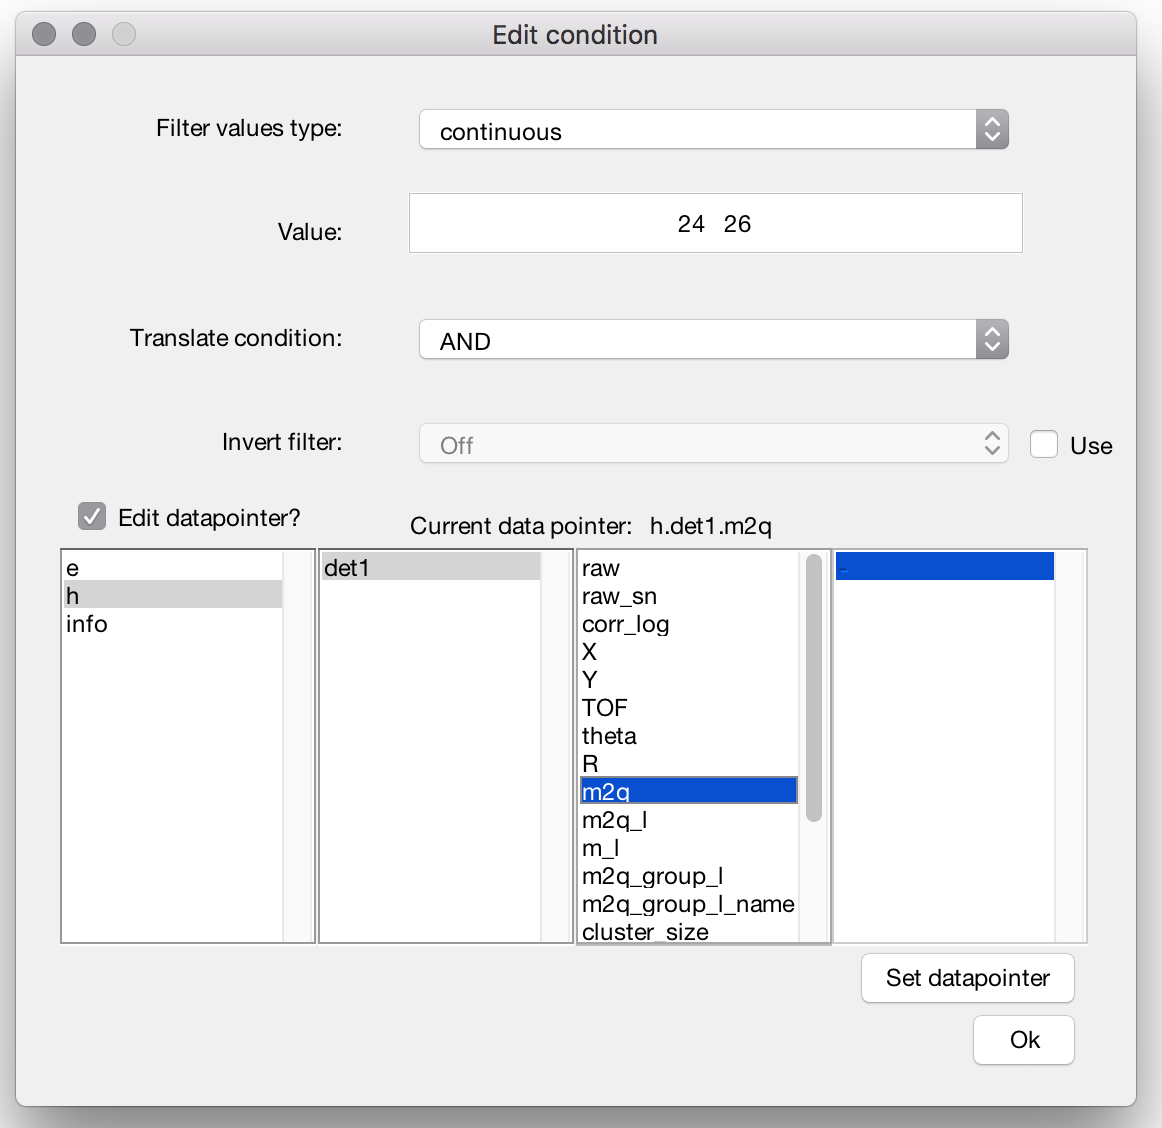 Edit condition
Filter values type:
continuous
Value:
24 26
Translate condition:
AND
Invert filter:
Off
Use
Edit datapointer?
Current data pointer: h.det1.m2q
e
h
info
det1
raw
raw_sn
corr_log
X
Y
TOF
theta
R
m2q
m2q_l
m_l
m2q_group_l
m2q_group_l_name
cluster_size
-
Set datapointer
Ok